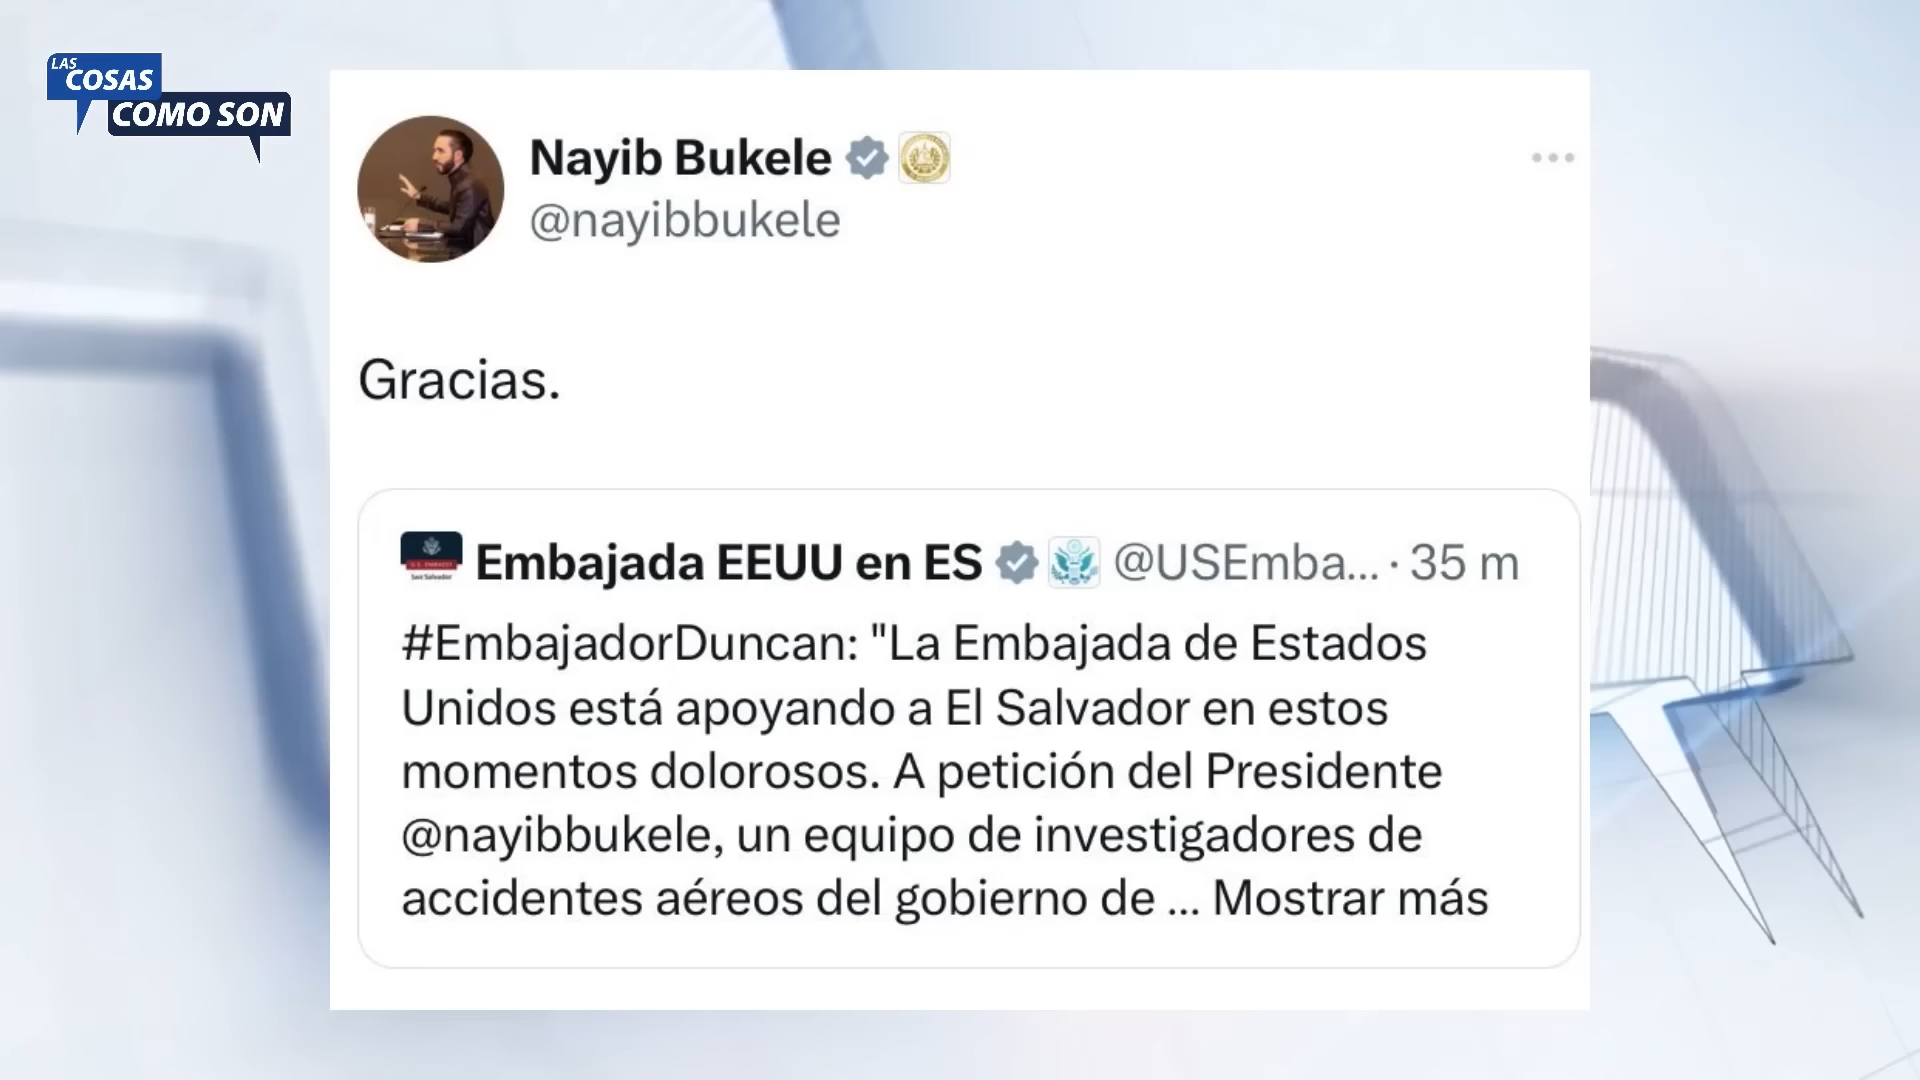 LAS
COSAS
COMO SON
Nayib Bukele
@nayibbukele
Gracias.
Embajada EEUU en ES @USEmba... · 35 m
#EmbajadorDuncan: "La Embajada de Estados
Unidos está apoyando a El Salvador en estos
momentos dolorosos. A petición del Presidente
@nayibbukele, un equipo de investigadores de
accidentes aéreos del gobierno de ... Mostrar más